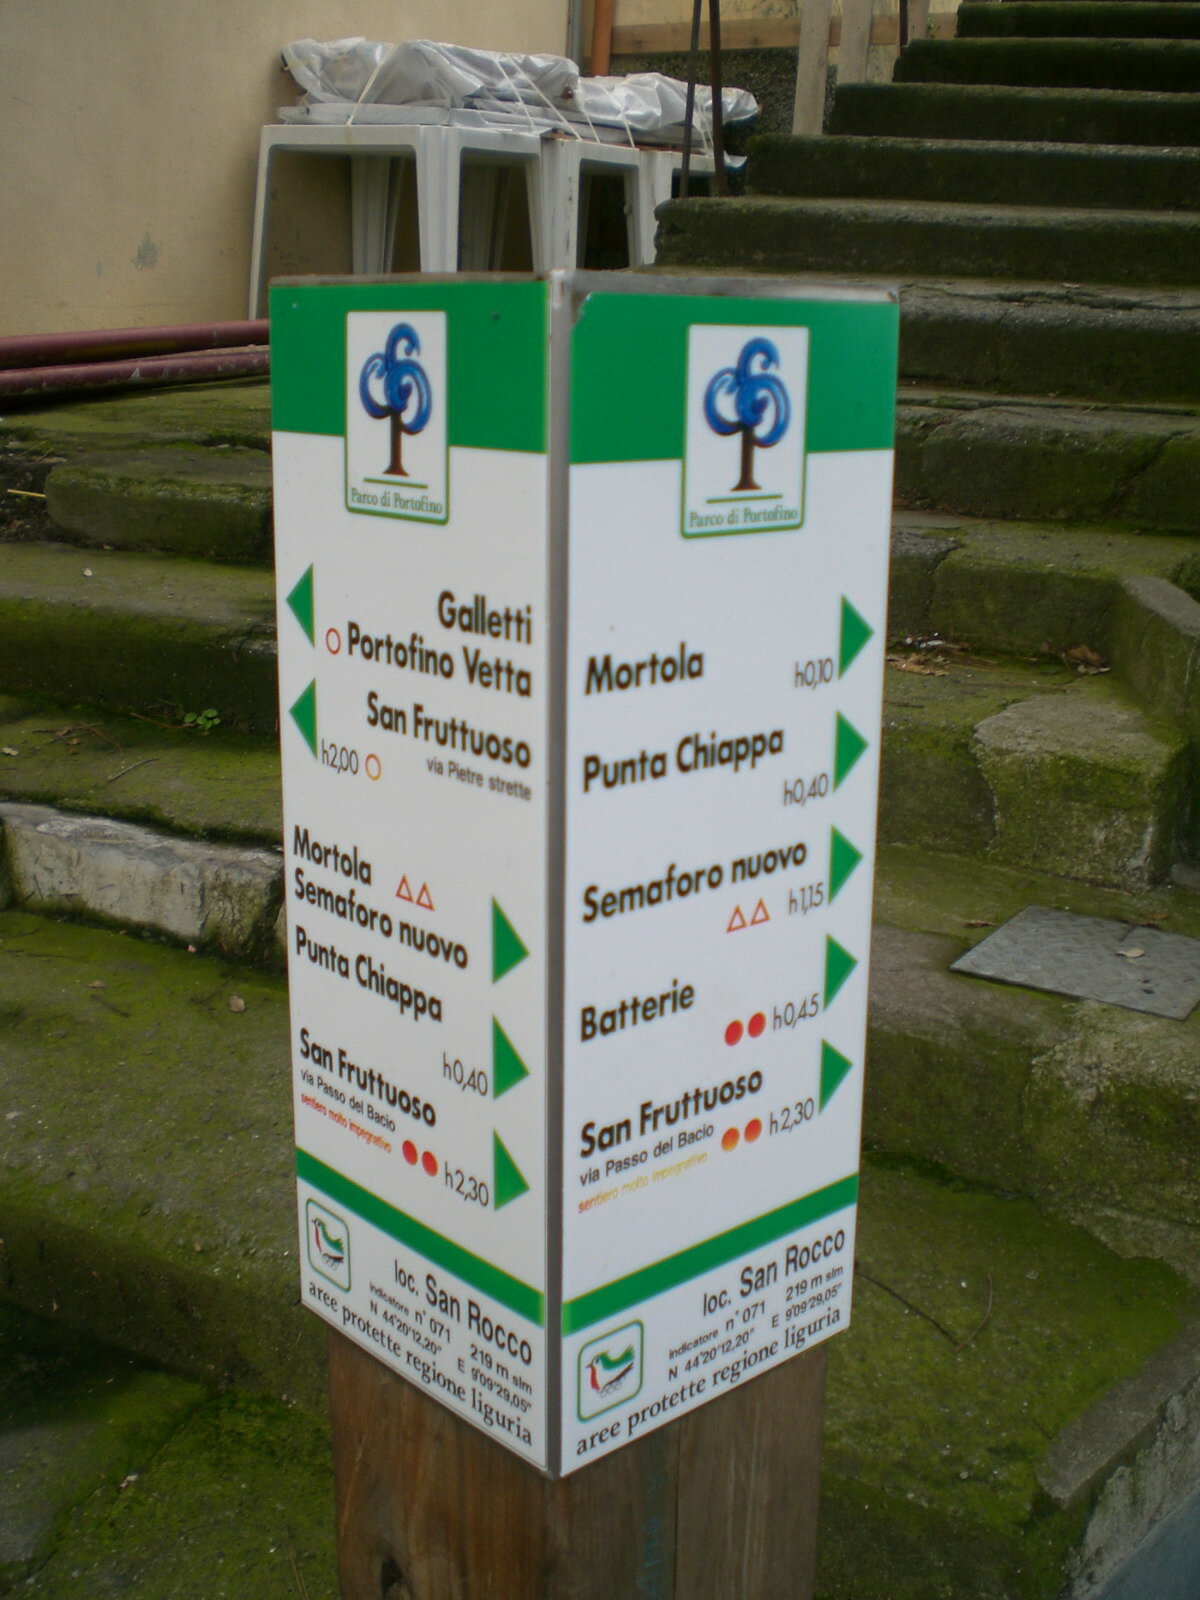 Parco di Portofino
Galletti
Portofino Vetta
San Fruttuoso
h2,00
via Pietre strette
Mortola
Semaforo nuovo
Punta Chiappa
h0,40
San Fruttuoso
via Passo del Bacio
sentiero molto impegnativo
h2,30
loc. San Rocco
indicatore n° 071 219 m slm
N 44°20'12,20" E 9°09'29,05"
aree protette regione liguria
Parco di Portofino
Mortola
h0,10
Punta Chiappa
h0,40
Semaforo nuovo
h1,15
Batterie
h0,45
San Fruttuoso
via Passo del Bacio
h2,30
sentiero molto impegnativo
loc. San Rocco
indicatore n° 071 219 m slm
N 44°20'12,20" E 9°09'29,05"
aree protette regione liguria